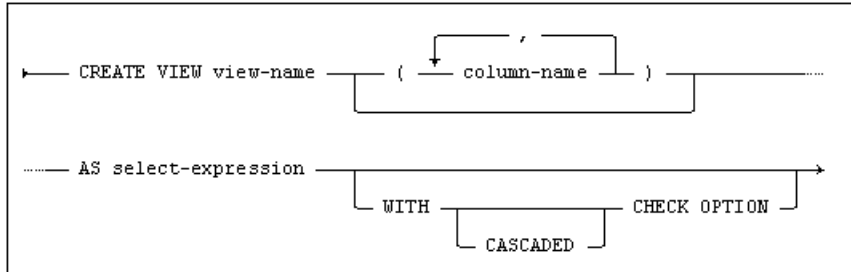 ,
CREATE VIEW view-name ( column-name )
AS select-expression
WITH CHECK OPTION
CASCADED